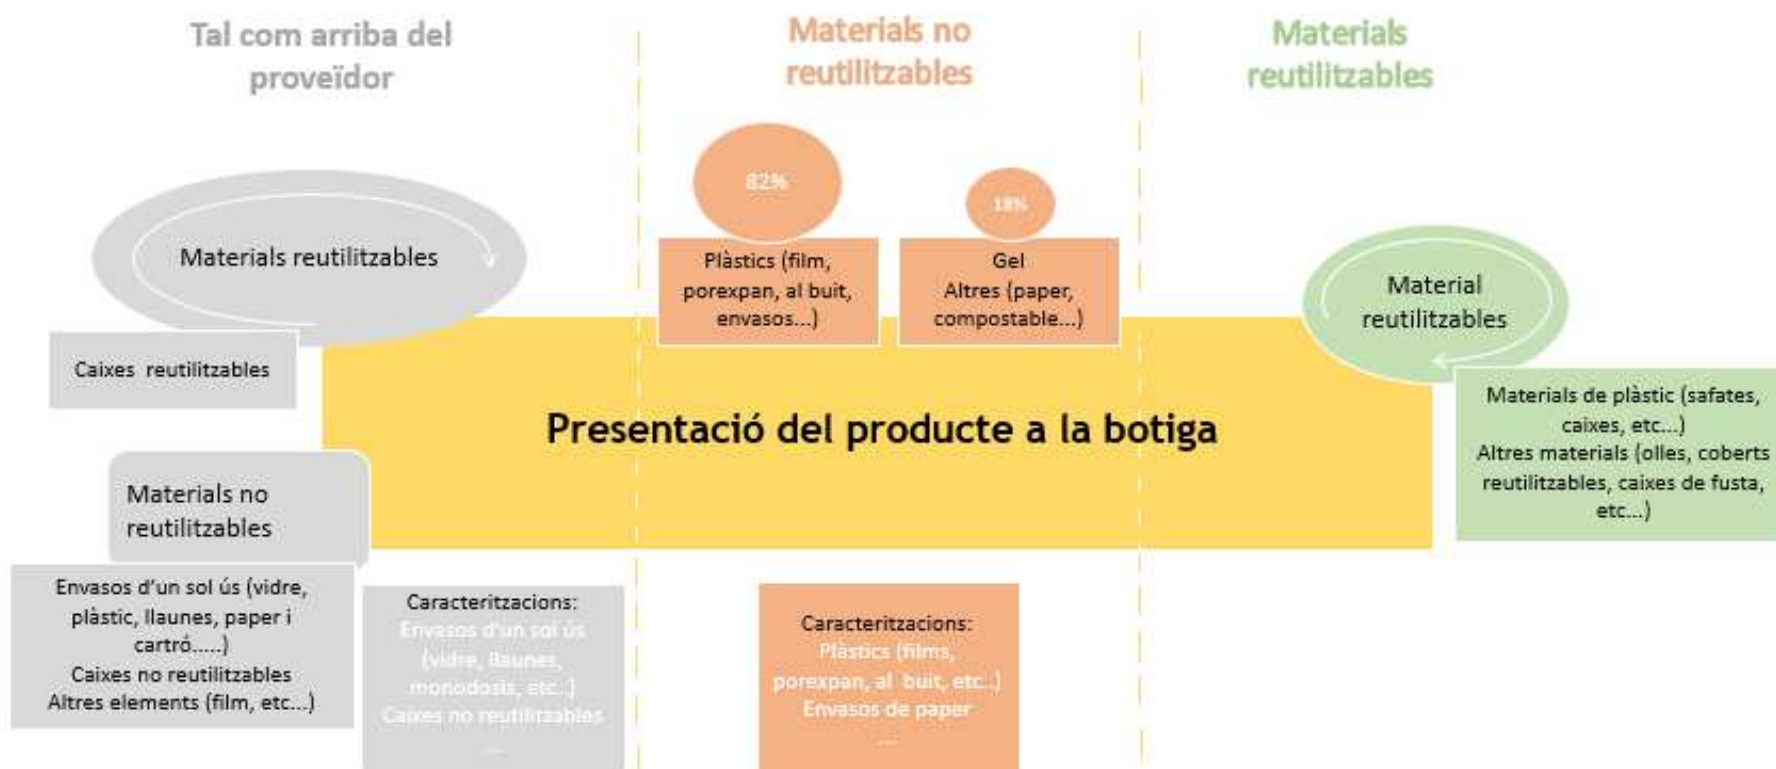 Tal com arriba del
proveïdor
Materials no
reutilitzables
Materials
reutilitzables
82%
18%
Materials reutilitzables
Plàstics (film,
porexpan, al buit,
envasos...)
Gel
Altres (paper,
compostable...)
Material
reutilitzables
Caixes reutilitzables
Presentació del producte a la botiga
Materials de plàstic (safates,
caixes, etc...)
Altres materials (olles, coberts
reutilitzables, caixes de fusta,
etc...)
Materials no
reutilitzables
Envasos d'un sol ús (vidre,
plàstic, llaunes, paper i
cartró.....)
Caixes no reutilitzables
Altres elements (film, etc...)
Caracteritzacions:
Envasos d'un sol ús
(vidre, llaunes,
monodosis, etc..)
Caixes no reutilitzables
...
Caracteritzacions:
Plàstics (films,
porexpan, al buit, etc..)
Envasos de paper
...